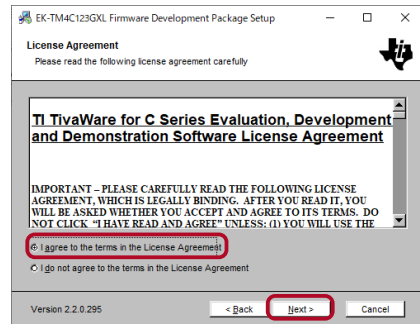 EK-TM4C123GXL Firmware Development Package Setup
License Agreement
Please read the following license agreement carefully
TI TivaWare for C Series Evaluation, Development
and Demonstration Software License Agreement
IMPORTANT – PLEASE CAREFULLY READ THE FOLLOWING LICENSE
AGREEMENT, WHICH IS LEGALLY BINDING.  AFTER YOU READ IT, YOU
WILL BE ASKED WHETHER YOU ACCEPT AND AGREE TO ITS TERMS.  DO
NOT CLICK “I HAVE READ AND AGREE” UNLESS: (1) YOU WILL USE THE
I agree to the terms in the License Agreement
I do not agree to the terms in the License Agreement
Version 2.2.0.295
< Back
Next >
Cancel